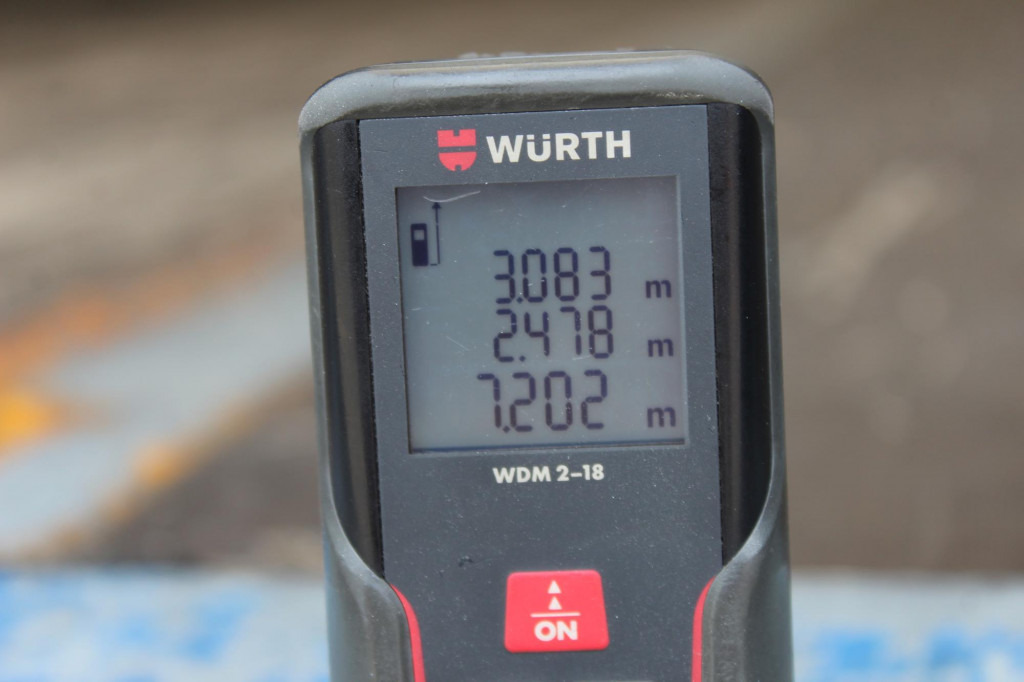 WÜRTH
3.083 m
2.478 m
7.202 m
WDM 2-18
ON